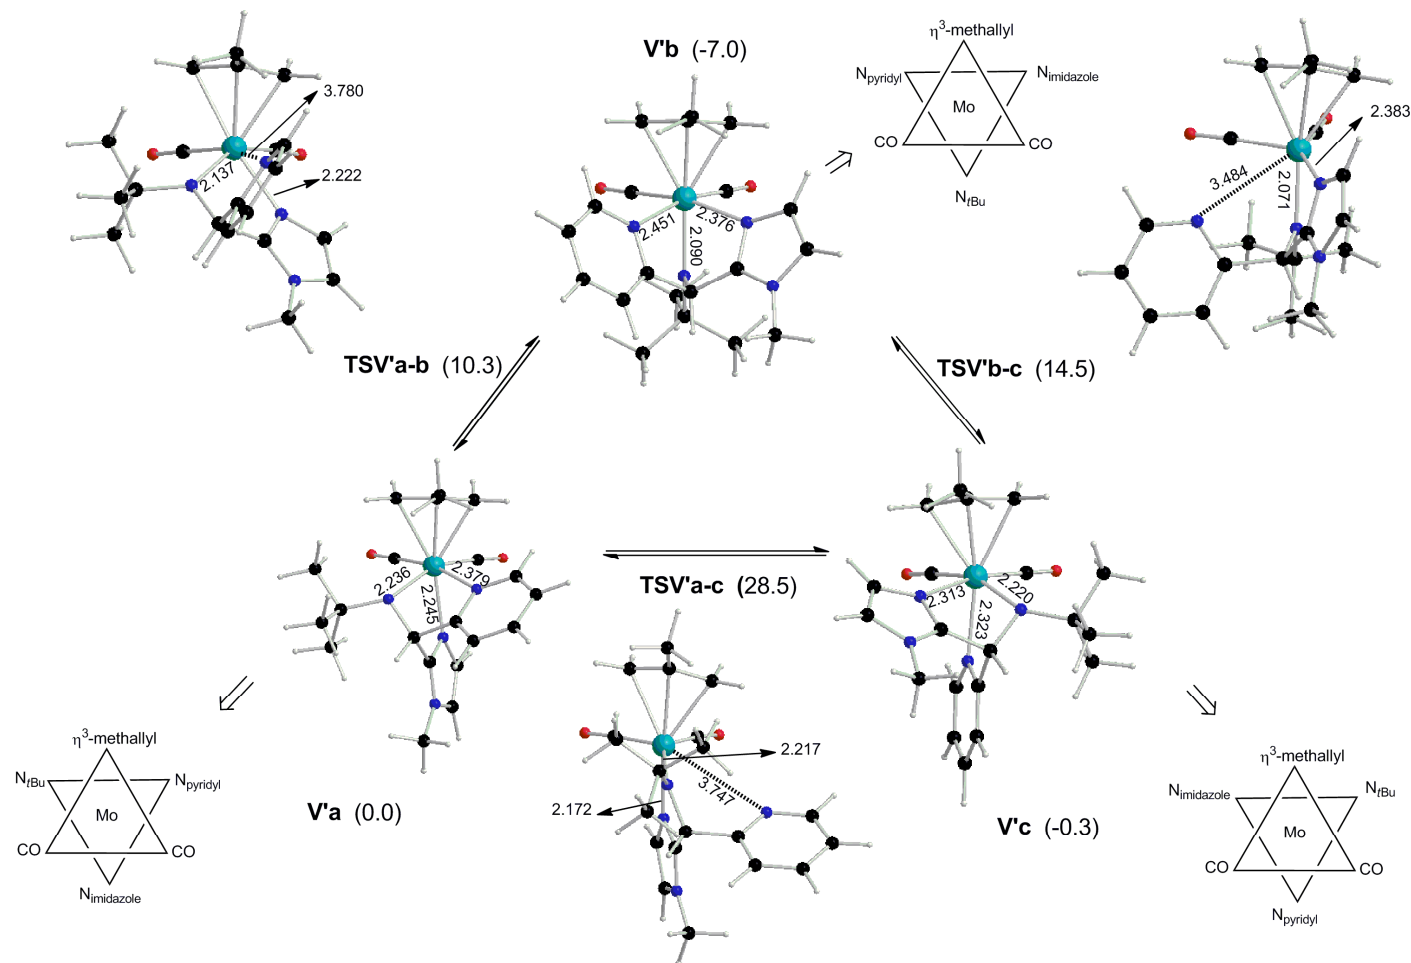 V'b (-7.0)
η3-methallyl
Npyridyl
Nimidazole
Mo
CO
CO
NtBu
3.780
2.137
2.222
2.451
2.376
2.090
2.383
3.484
2.071
TSV'a-b (10.3)
TSV'b-c (14.5)
2.236
2.379
2.245
TSV'a-c (28.5)
2.313
2.220
2.323
2.217
3.747
2.172
η3-methallyl
NtBu
Npyridyl
Mo
CO
CO
Nimidazole
V'a (0.0)
V'c (-0.3)
η3-methallyl
Nimidazole
NtBu
Mo
CO
CO
Npyridyl